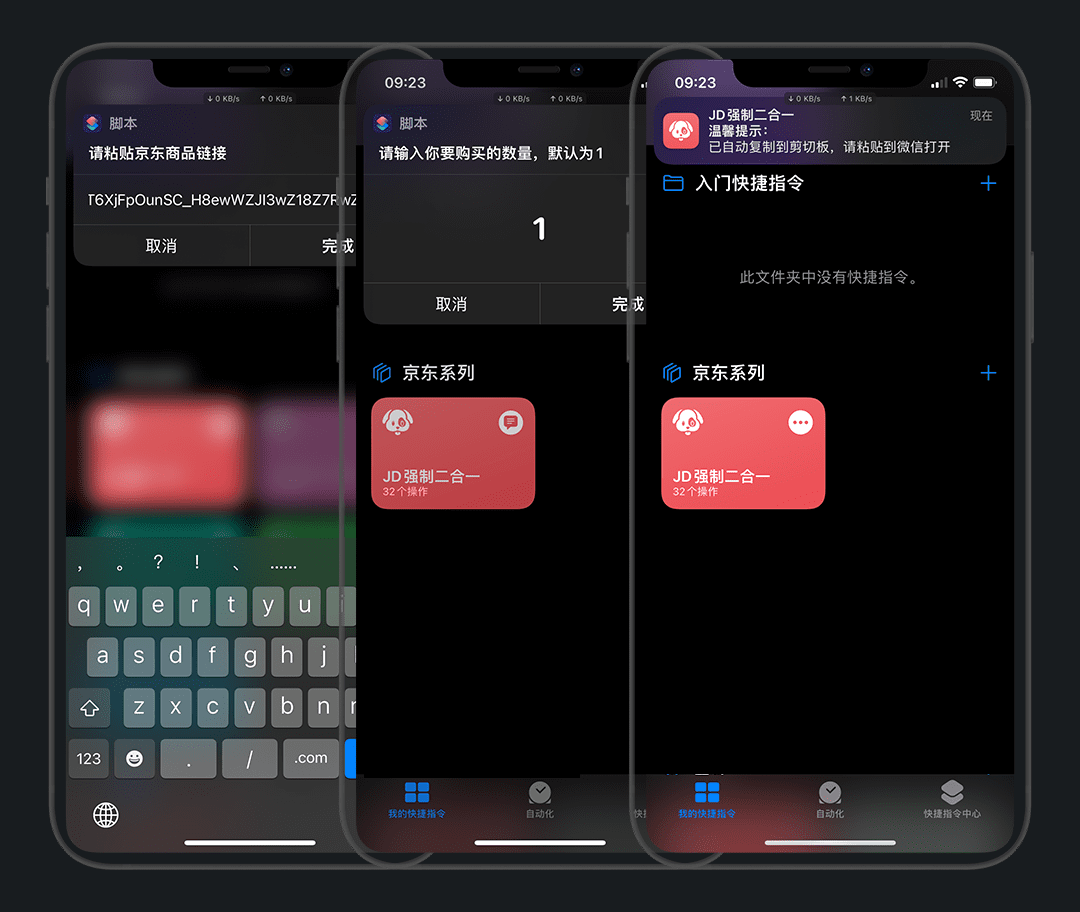 ↓ 0 KB/s ↑ 0 KB/s
脚本
请粘贴京东商品链接
T6XjFpOunSC_H8ewWZJI3wZ18Z7RwZ
取消 完成
， 。 ？ ！ 、 ……
q w e r t y u i
a s d f g h j
z x c v b n
123 . / .com
09:23
↓ 0 KB/s ↑ 0 KB/s
脚本
请输入你要购买的数量，默认为1
1
取消 完成
京东系列
JD强制二合一
32个操作
我的快捷指令 自动化 快
09:23
↓ 0 KB/s ↑ 1 KB/s
JD强制二合一 现在
温馨提示：
已自动复制到剪切板，请粘贴到微信打开
入门快捷指令 +
此文件夹中没有快捷指令。
京东系列 +
JD强制二合一
32个操作
我的快捷指令 自动化 快捷指令中心